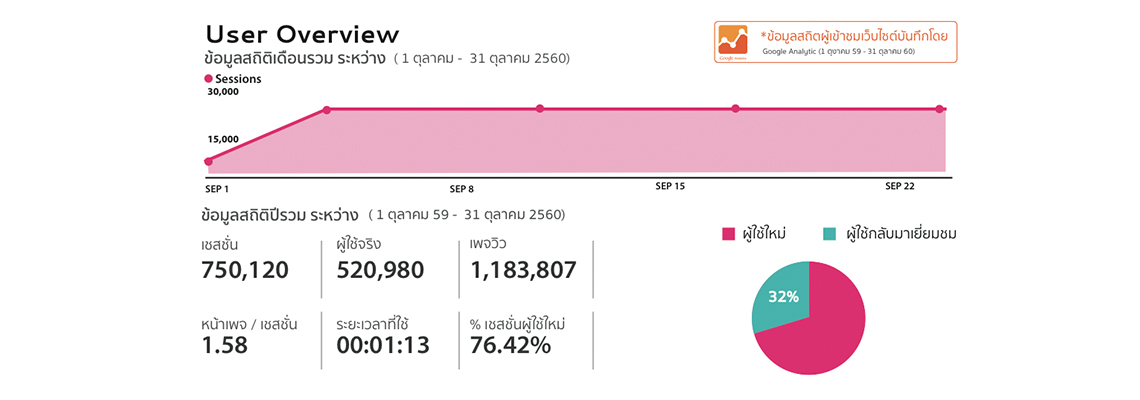 User Overview
ข้อมูลสถิติเดือนรวม ระหว่าง ( 1 ตุลาคม - 31 ตุลาคม 2560)
*ข้อมูลสถิตผู้เข้าชมเว็บไซต์บันทึกโดย
Google Analytic (1 ตุงาคม 59 - 31 ตุลาคม 60)
Sessions
30,000
15,000
SEP 1
SEP 8
SEP 15
SEP 22
ข้อมูลสถิติปีรวม ระหว่าง ( 1 ตุลาคม 59 - 31 ตุลาคม 2560)
เซสชั่น
750,120
ผู้ใช้จริง
520,980
เพจวิว
1,183,807
หน้าเพจ / เซสชั่น
1.58
ระยะเวลาที่ใช้
00:01:13
% เซสชั่นผู้ใช้ใหม่
76.42%
ผู้ใช้ใหม่
ผู้ใช้กลับมาเยี่ยมชม
32%